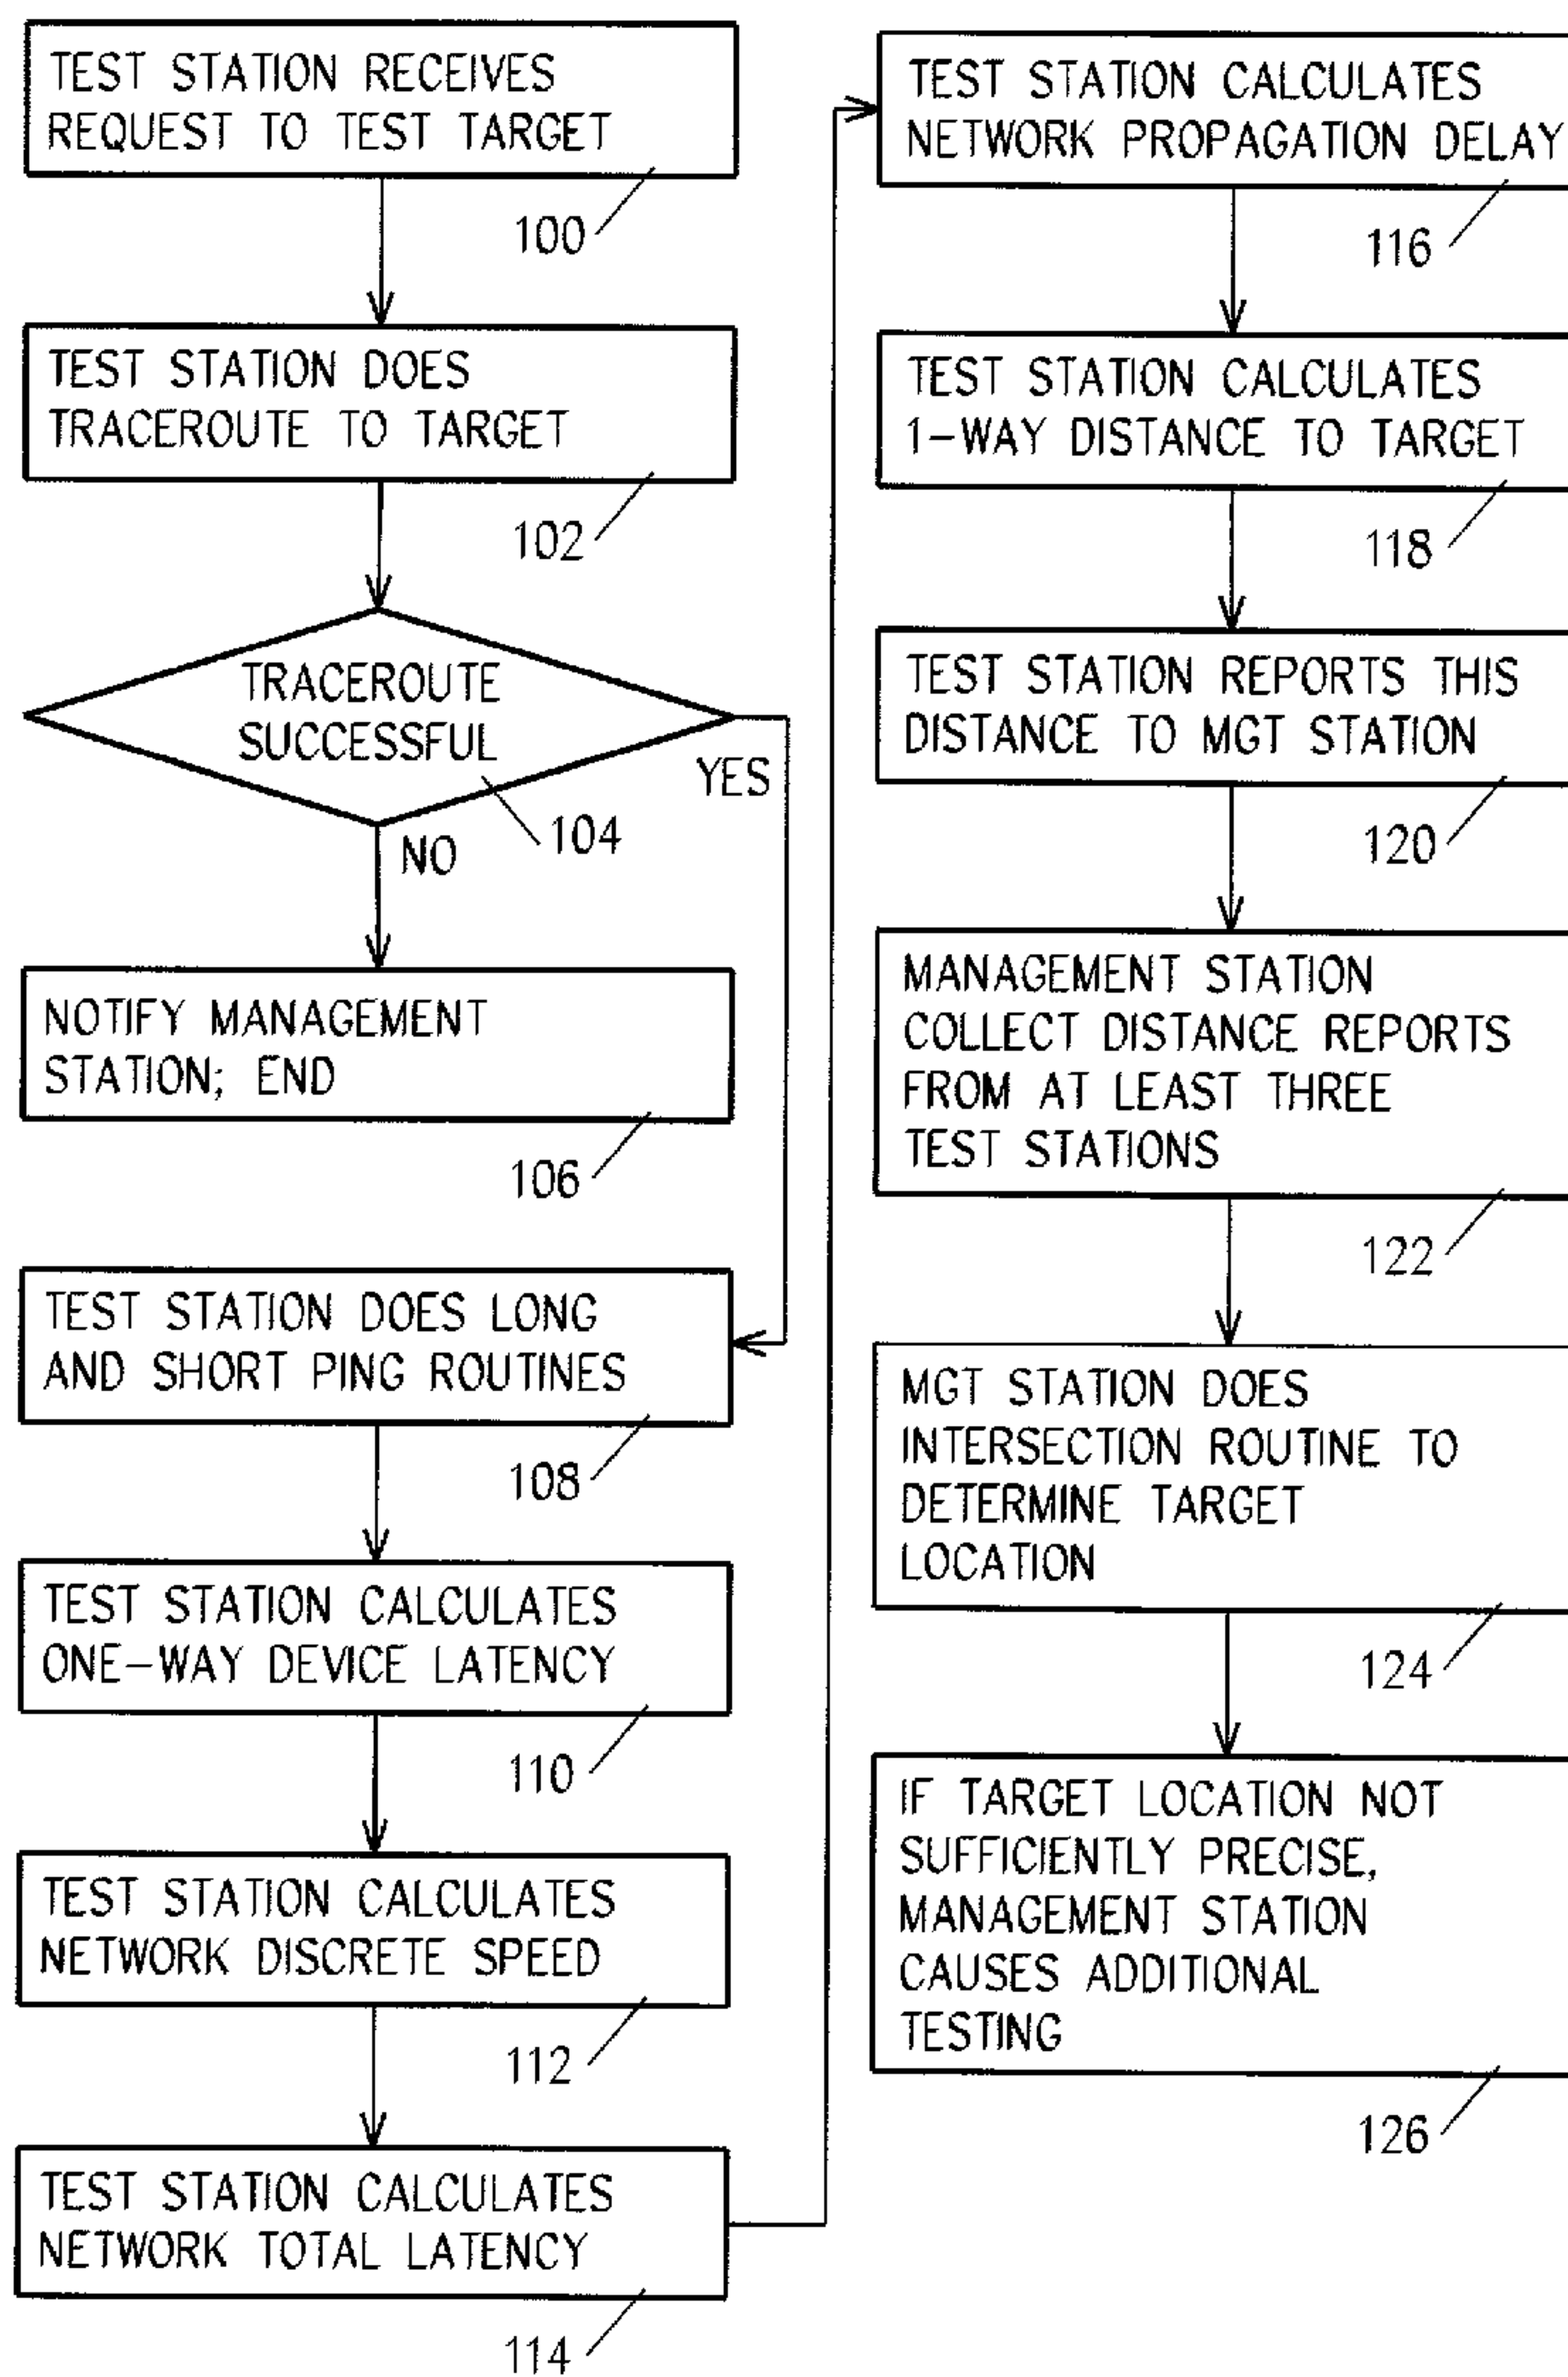 TEST STATION RECEIVES
REQUEST TO TEST TARGET
100
TEST STATION DOES
TRACEROUTE TO TARGET
102
TRACEROUTE
SUCCESSFUL
YES
104
NO
NOTIFY MANAGEMENT
STATION; END
106
TEST STATION DOES LONG
AND SHORT PING ROUTINES
108
TEST STATION CALCULATES
ONE-WAY DEVICE LATENCY
110
TEST STATION CALCULATES
NETWORK DISCRETE SPEED
112
TEST STATION CALCULATES
NETWORK TOTAL LATENCY
114
TEST STATION CALCULATES
NETWORK PROPAGATION DELAY
116
TEST STATION CALCULATES
1-WAY DISTANCE TO TARGET
118
TEST STATION REPORTS THIS
DISTANCE TO MGT STATION
120
MANAGEMENT STATION
COLLECT DISTANCE REPORTS
FROM AT LEAST THREE
TEST STATIONS
122
MGT STATION DOES
INTERSECTION ROUTINE TO
DETERMINE TARGET
LOCATION
124
IF TARGET LOCATION NOT
SUFFICIENTLY PRECISE,
MANAGEMENT STATION
CAUSES ADDITIONAL
TESTING
126